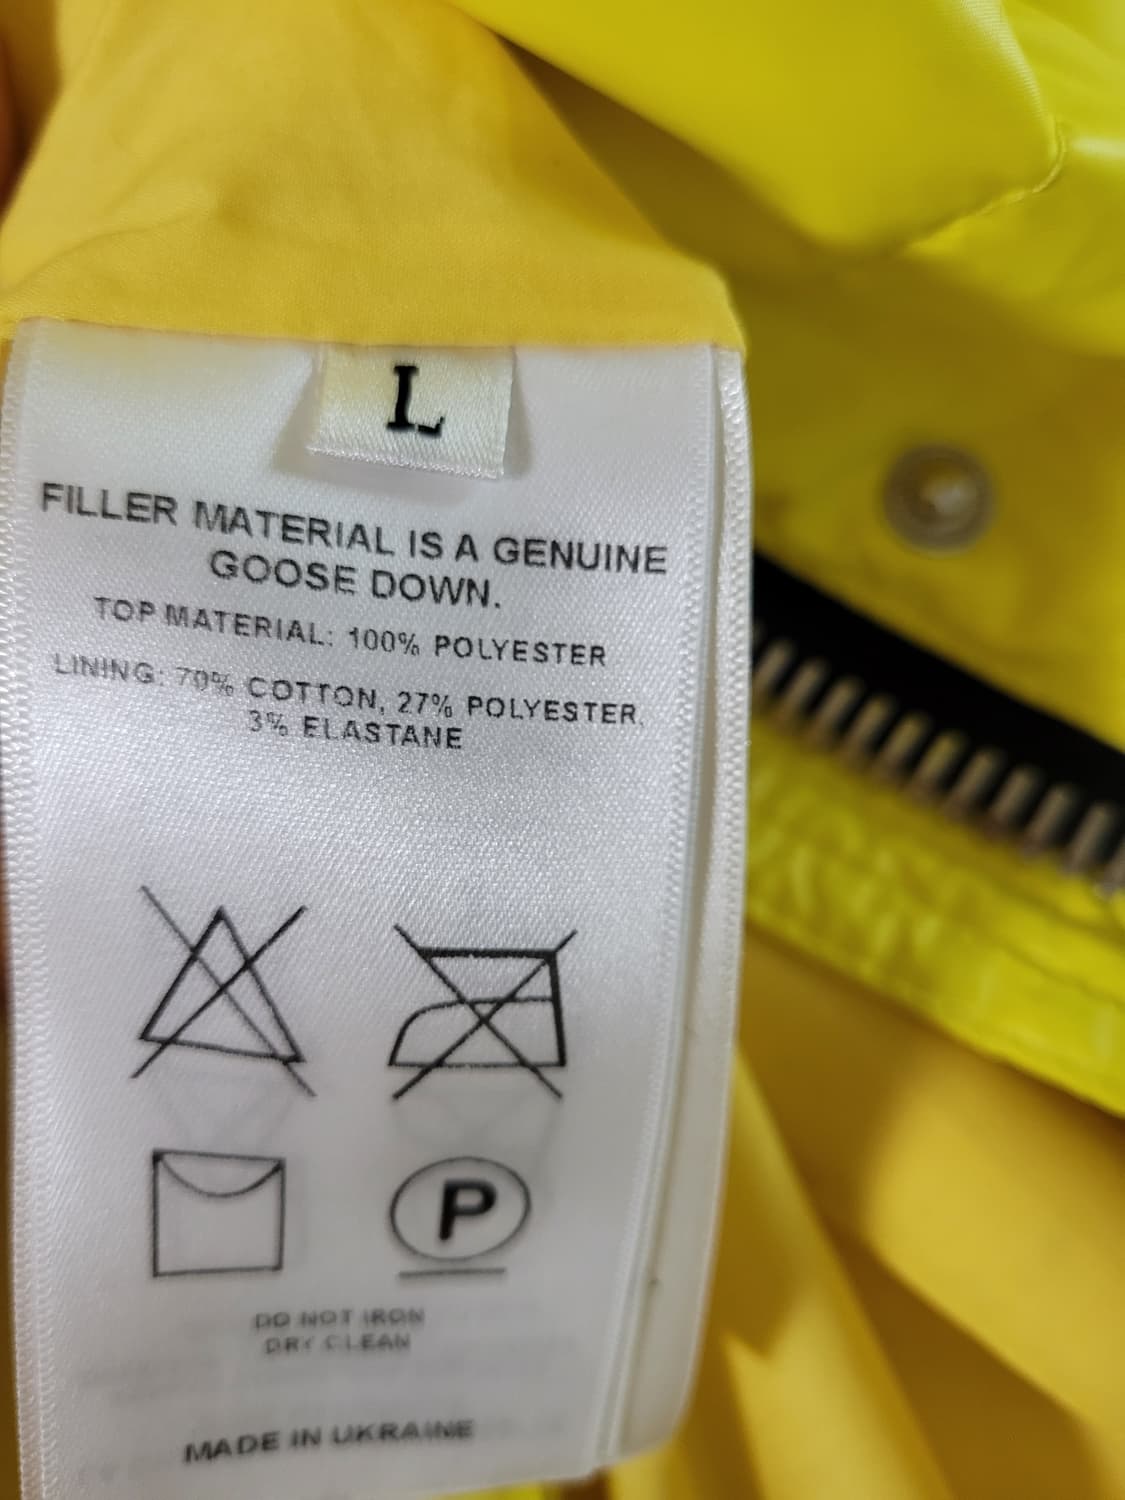 L
FILLER MATERIAL IS A GENUINE
GOOSE DOWN.
TOP MATERIAL: 100% POLYESTER
LINING: 70% COTTON, 27% POLYESTER,
3% ELASTANE
P
DO NOT IRON
DRY CLEAN
MADE IN UKRAINE